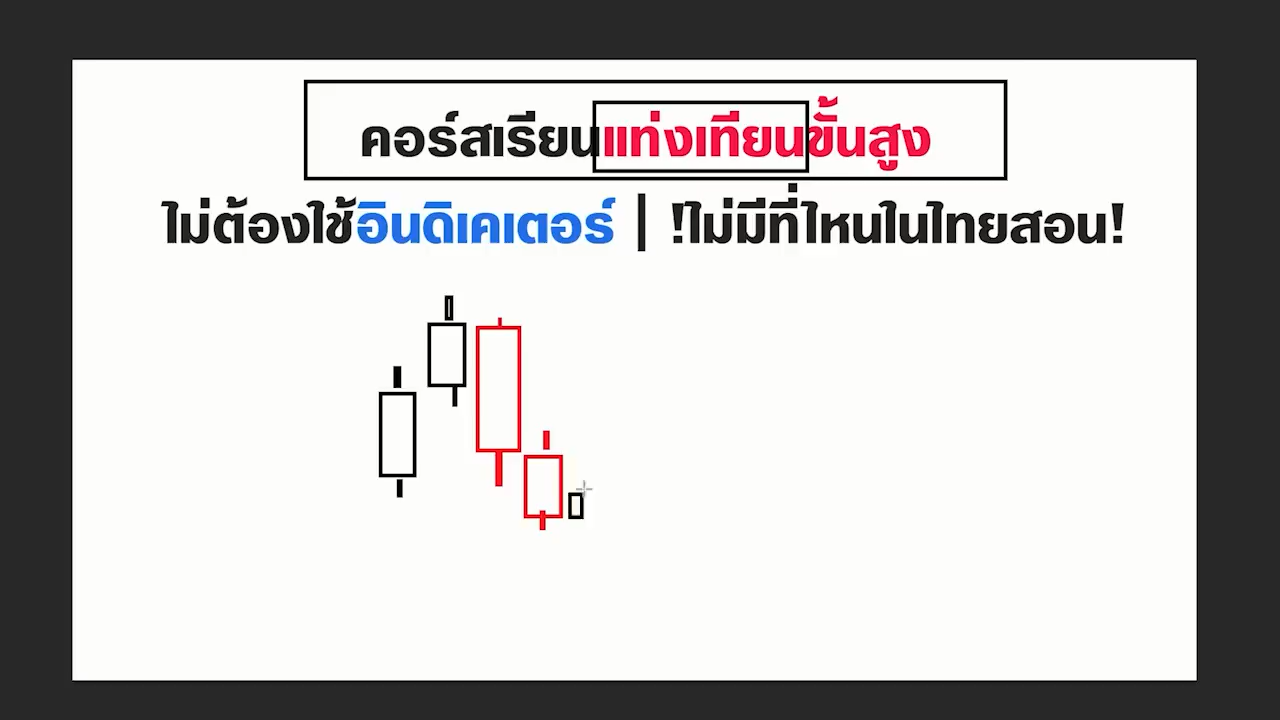 คอร์สเรียนแท่งเทียนขั้นสูง
ไม่ต้องใช้อินดิเคเตอร์ | !ไม่มีที่ไหนในไทยสอน!